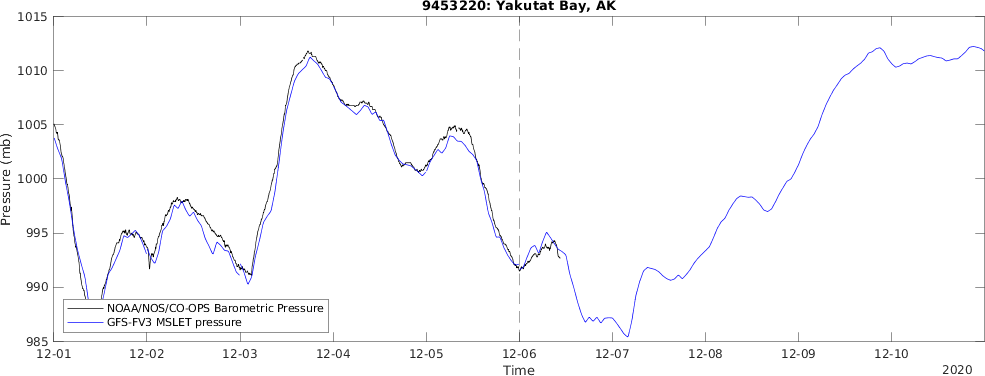 9453220: Yakutat Bay, AK
1015
1010
1005
1000
995
990
985
Pressure (mb)
NOAA/NOS/CO-OPS Barometric Pressure
GFS-FV3 MSLET pressure
12-01 12-02 12-03 12-04 12-05 12-06 12-07 12-08 12-09 12-10
Time
2020